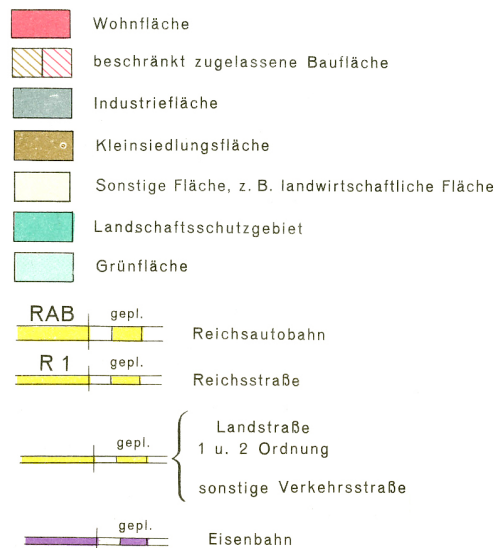 Wohnfläche
beschränkt zugelassene Baufläche
Industriefläche
Kleinsiedlungsfläche
Sonstige Fläche, z. B. landwirtschaftliche Fläche
Landschaftsschutzgebiet
Grünfläche
RAB gepl. Reichsautobahn
R 1 gepl. Reichsstraße
gepl. Landstraße
1 u. 2 Ordnung
sonstige Verkehrsstraße
gepl. Eisenbahn